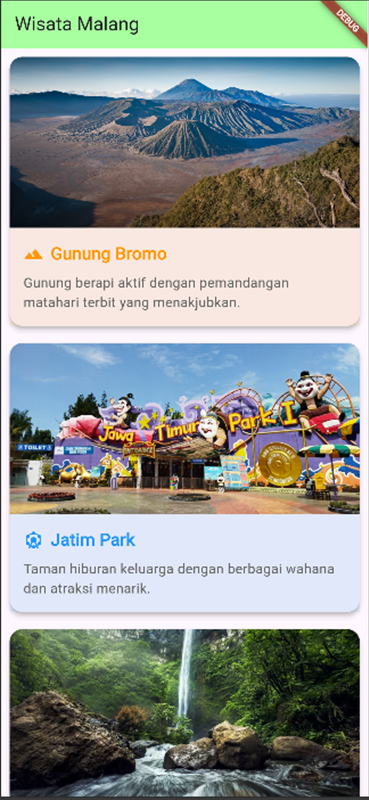 Wisata Malang
DEBUG
Gunung Bromo
Gunung berapi aktif dengan pemandangan
matahari terbit yang menakjubkan.
Jawa Timur Park I
TOILET
ENTRANCE
Jatim Park
Taman hiburan keluarga dengan berbagai wahana
dan atraksi menarik.